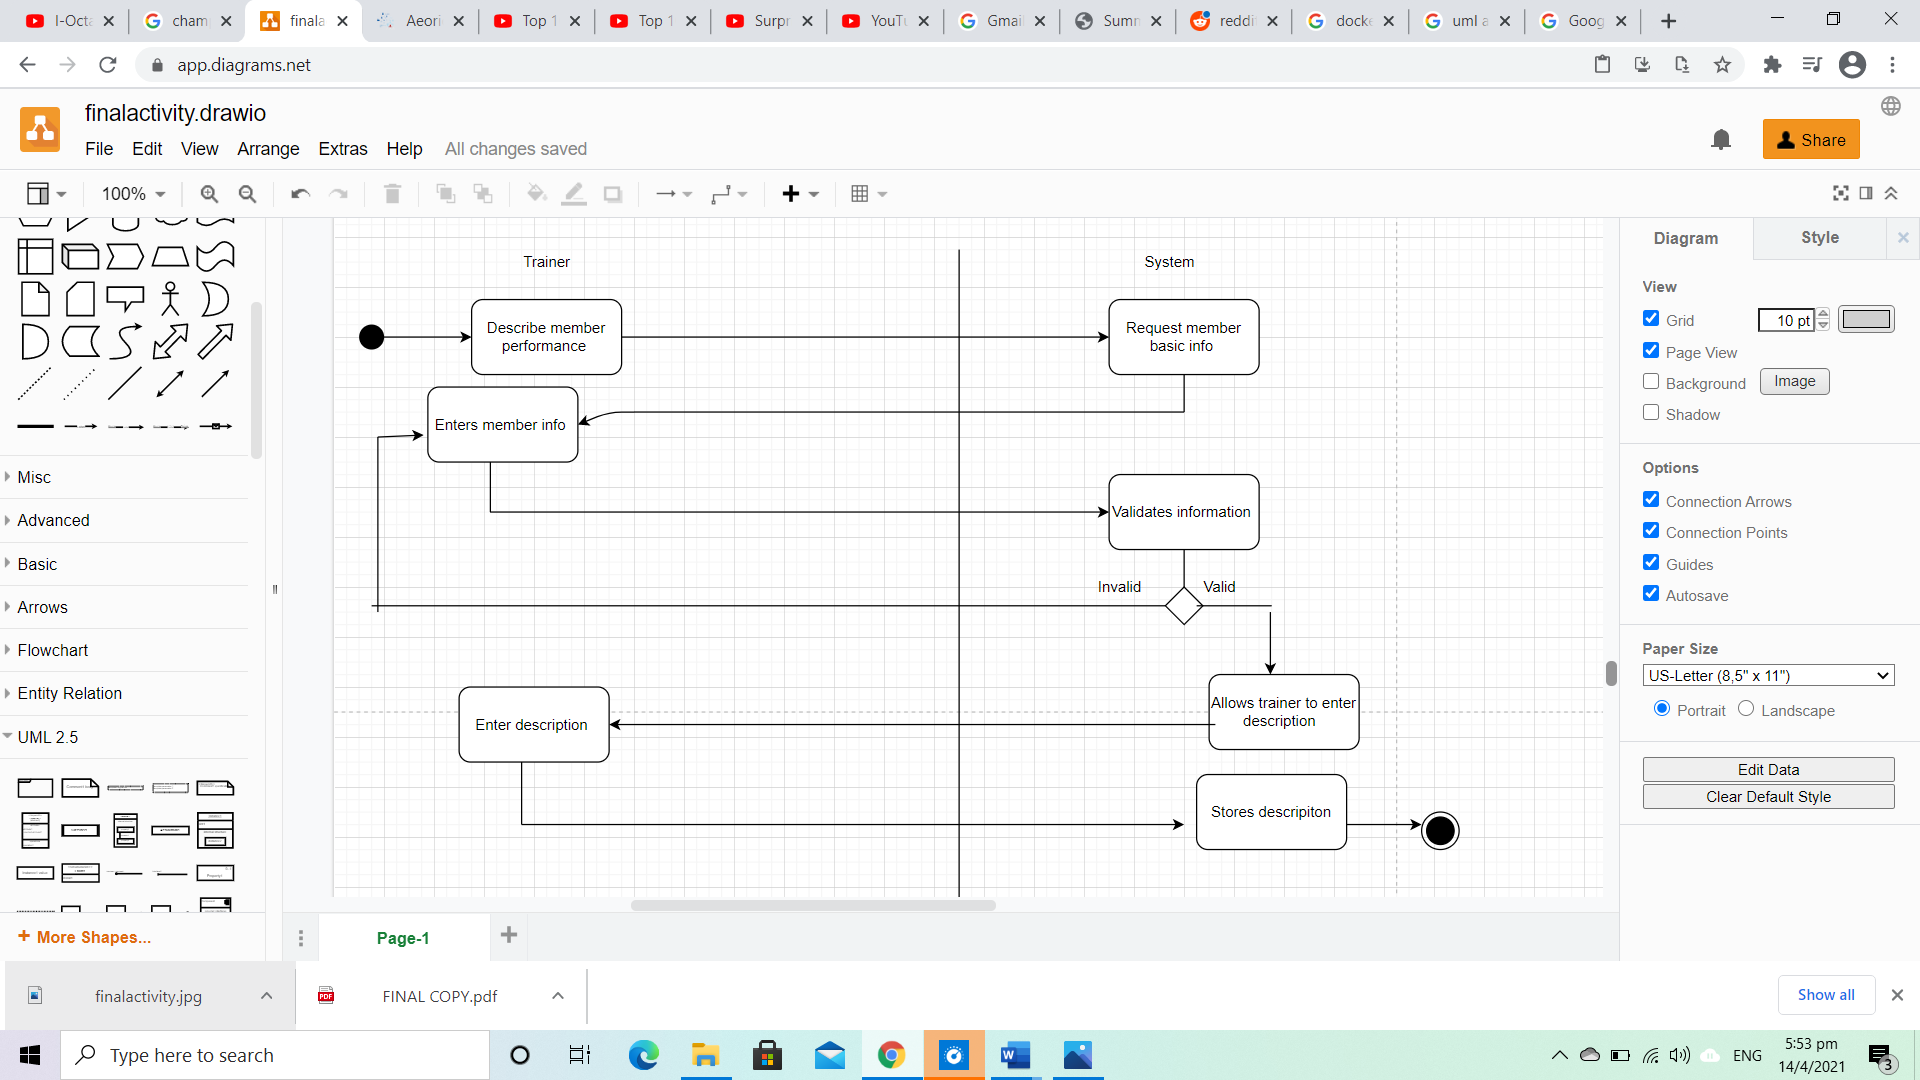 I-Octa
cham
finala
Aeori
Top 1
Top 1
Surpr
YouTu
Gmai
Summ
reddi
docke
uml a
Goog
app.diagrams.net
finalactivity.drawio
File Edit View Arrange Extras Help All changes saved
Share
100%
Diagram
Style
View
Grid
10 pt
Page View
Background
Image
Shadow
Options
Connection Arrows
Connection Points
Guides
Autosave
Paper Size
US-Letter (8,5" x 11")
Portrait
Landscape
Edit Data
Clear Default Style
Misc
Advanced
Basic
Arrows
Flowchart
Entity Relation
UML 2.5
More Shapes...
Trainer
System
Describe member
performance
Request member
basic info
Enters member info
Validates information
Invalid
Valid
Allows trainer to enter
description
Enter description
Stores descripiton
Page-1
finalactivity.jpg
PDF
FINAL COPY.pdf
Show all
Type here to search
ENG
5:53 pm
14/4/2021
3